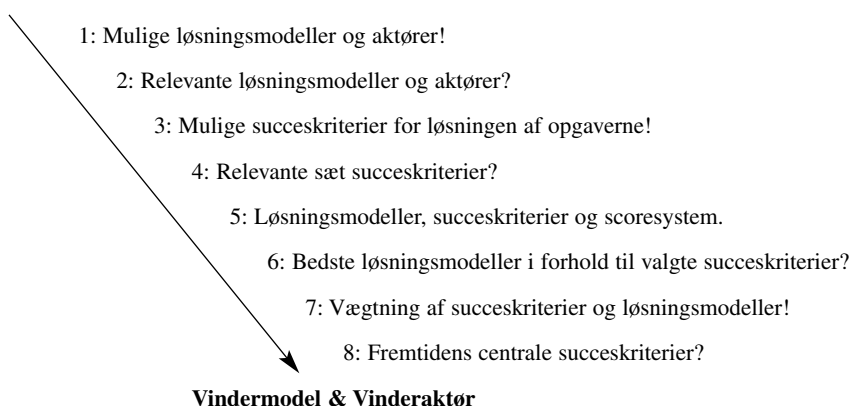 1: Mulige løsningsmodeller og aktører!
2: Relevante løsningsmodeller og aktører?
3: Mulige succeskriterier for løsningen af opgaverne!
4: Relevante sæt succeskriterier?
5: Løsningsmodeller, succeskriterier og scoresystem.
6: Bedste løsningsmodeller i forhold til valgte succeskriterier?
7: Vægtning af succeskriterier og løsningsmodeller!
8: Fremtidens centrale succeskriterier?
Vindermodel & Vinderaktør